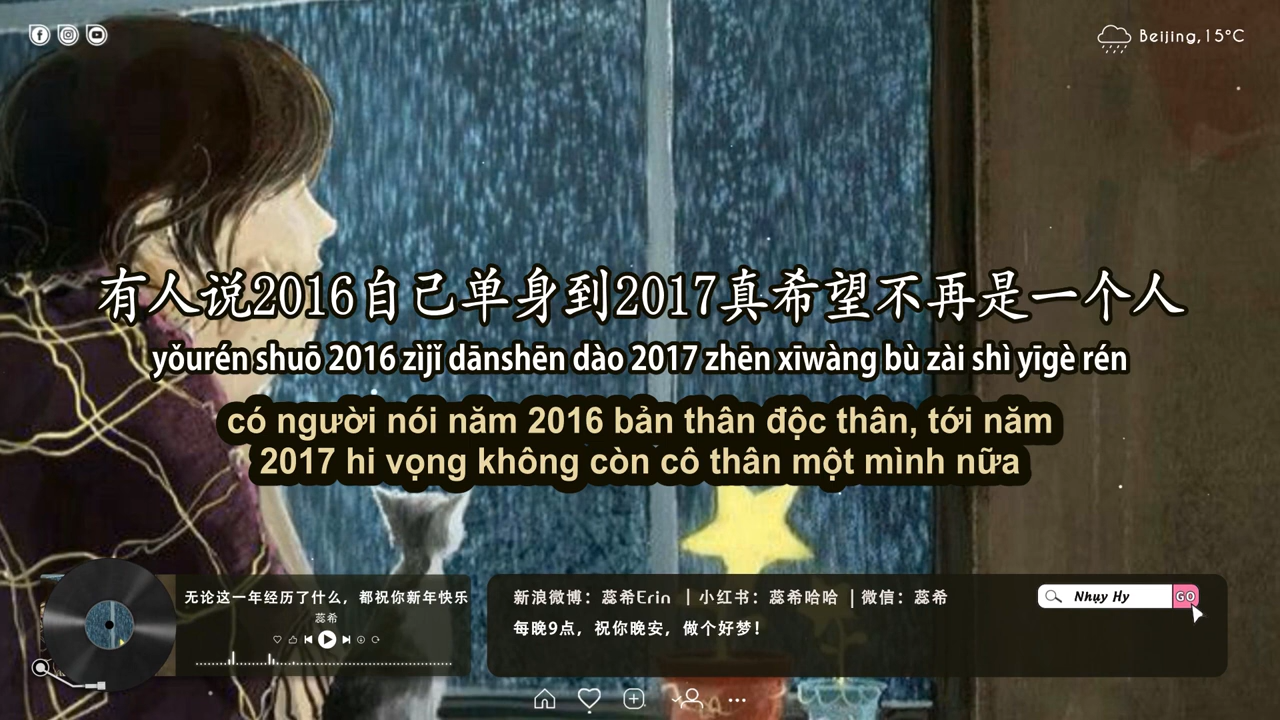 Beijing,15°C
有人说2016自己单身到2017真希望不再是一个人
yǒurén shuō 2016 zìjǐ dānshēn dào 2017 zhēn xīwàng bù zài shì yīgè rén
có người nói năm 2016 bản thân độc thân, tới năm
2017 hi vọng không còn cô thân một mình nữa
无论这一年经历了什么，都祝你新年快乐
蕊希
新浪微博：蕊希Erin | 小红书：蕊希哈哈 | 微信：蕊希
每晚9点，祝你晚安，做个好梦！
Nhụy Hy
GO